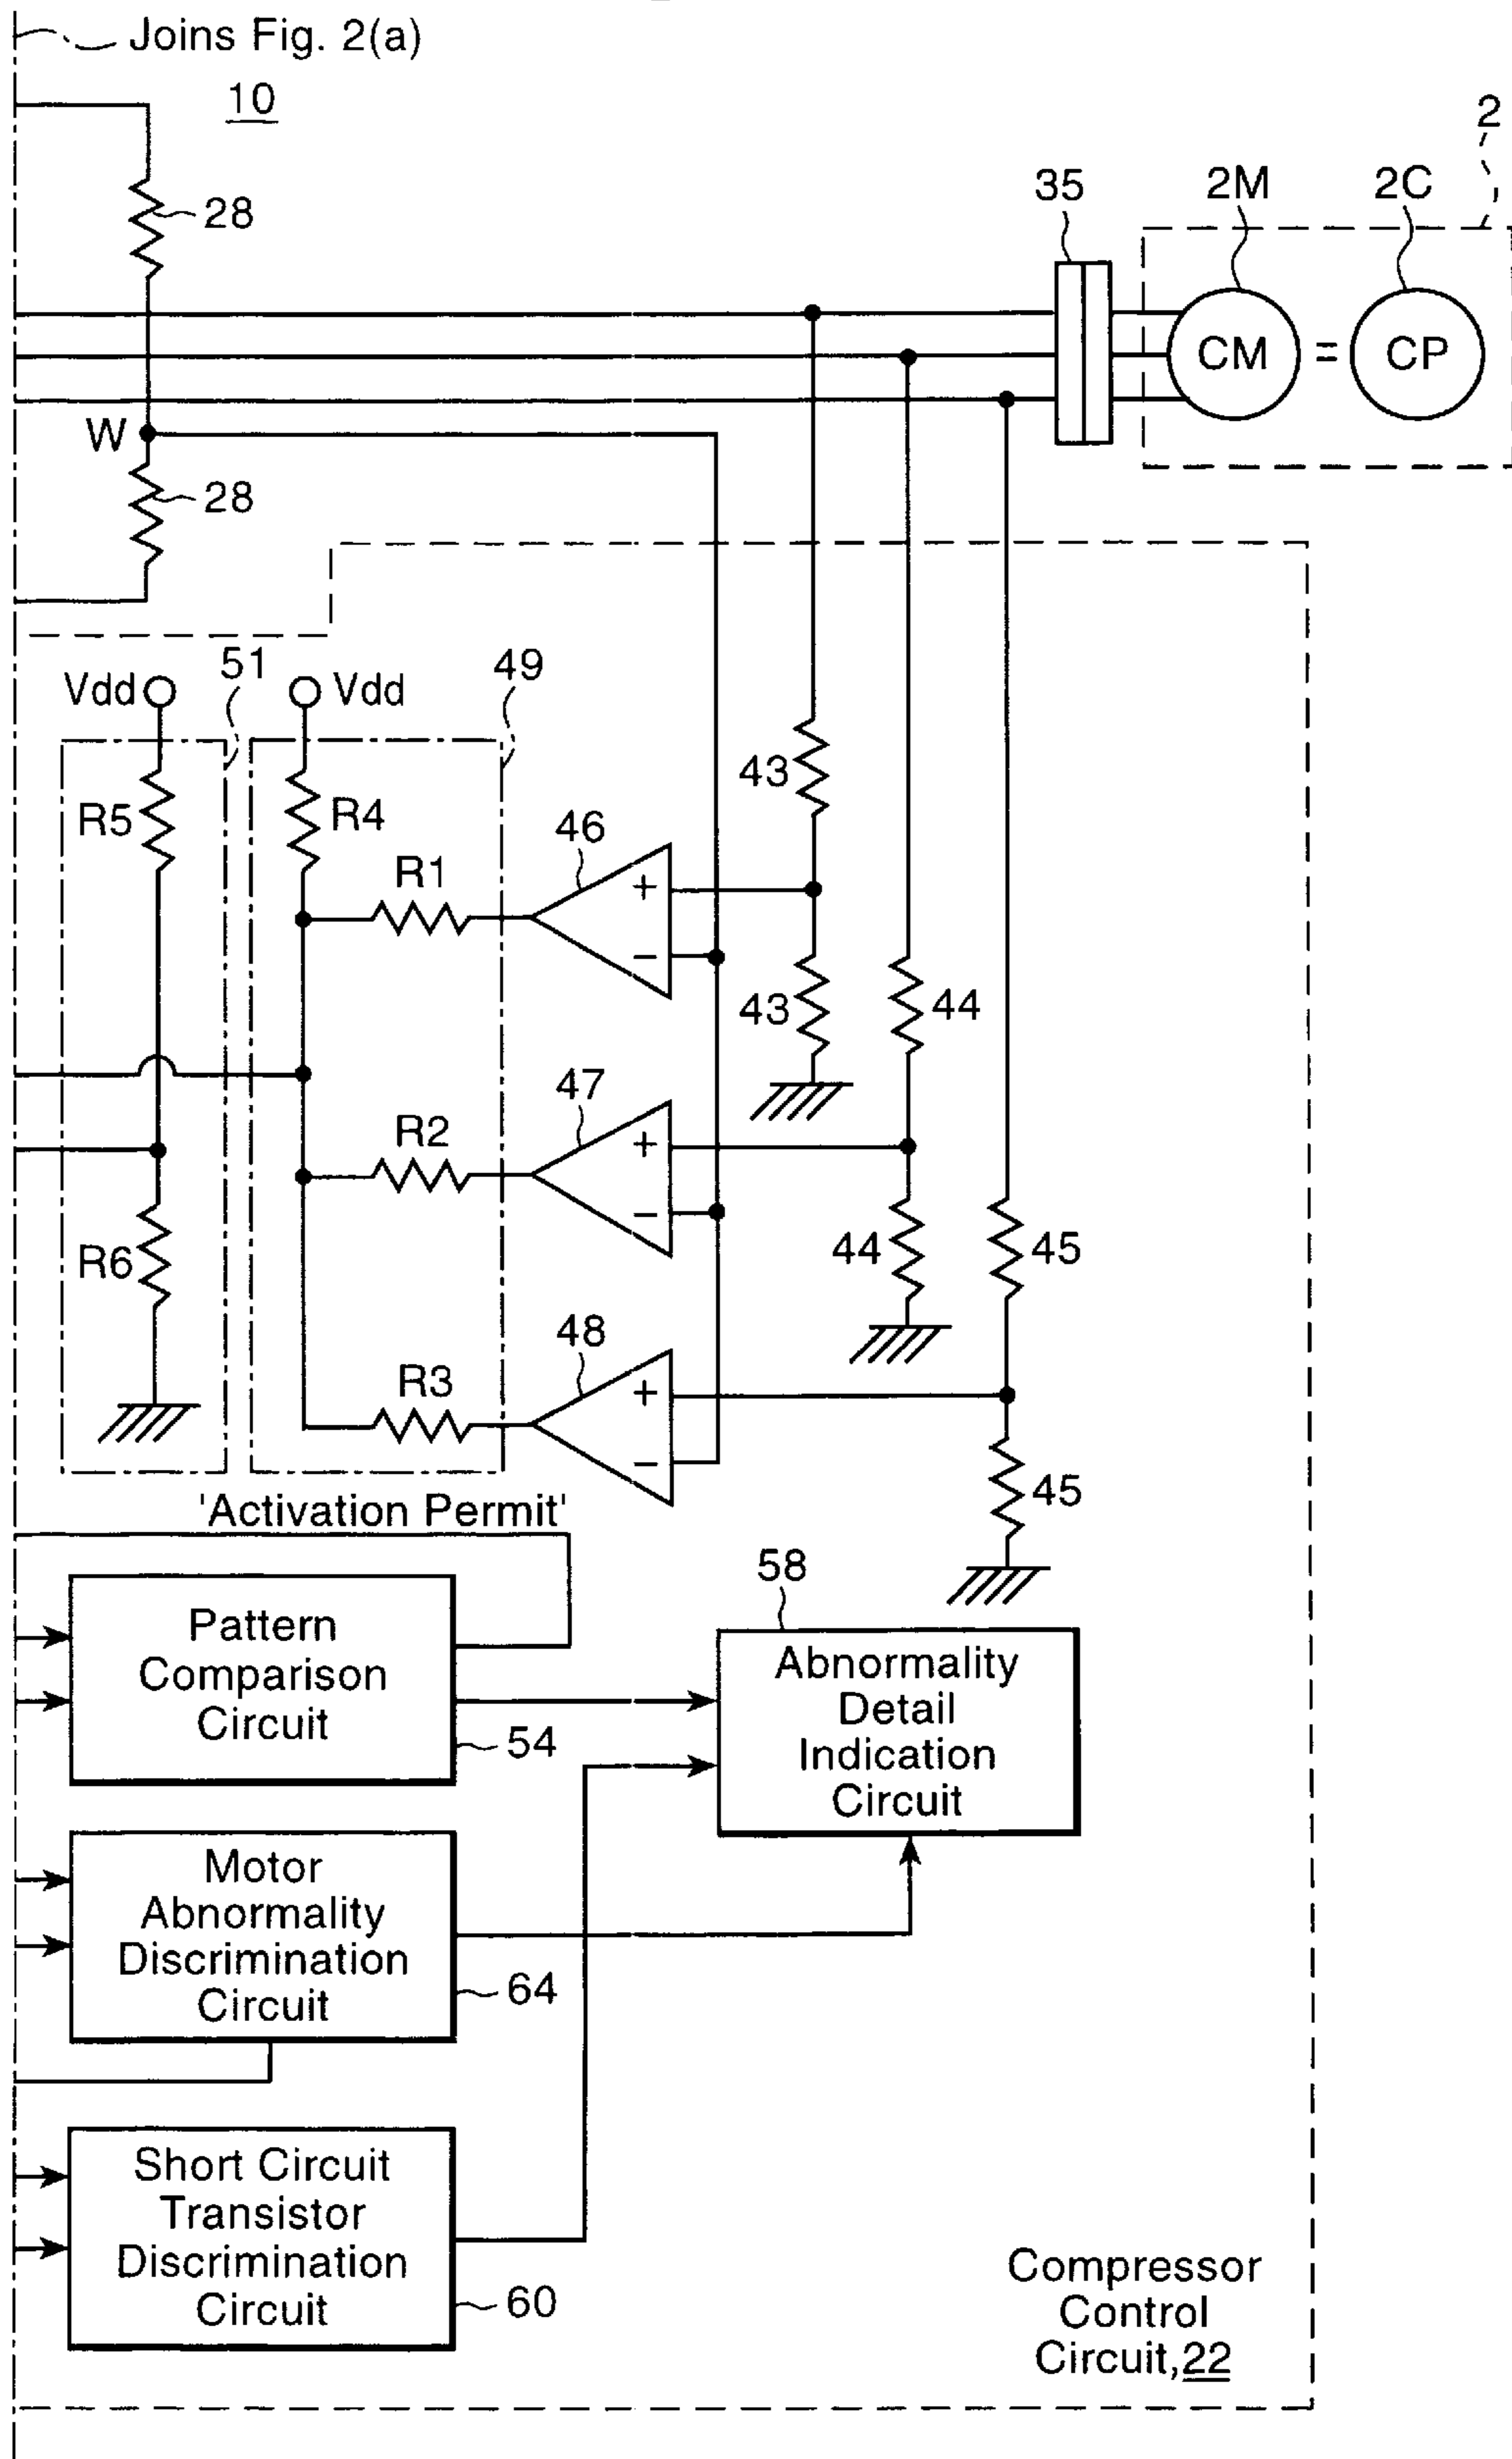 Joins Fig. 2(a)
10
2
28
35
2M
2C
CM = CP
W
28
51
49
Vdd
Vdd
R5
R4
43
46
R1
+
−
43
44
47
R2
+
−
R6
44
45
48
R3
+
−
45
'Activation Permit'
58
Pattern
Comparison
Circuit
54
Abnormality
Detail
Indication
Circuit
Motor
Abnormality
Discrimination
Circuit
64
Short Circuit
Transistor
Discrimination
Circuit
60
Compressor
Control
Circuit,22